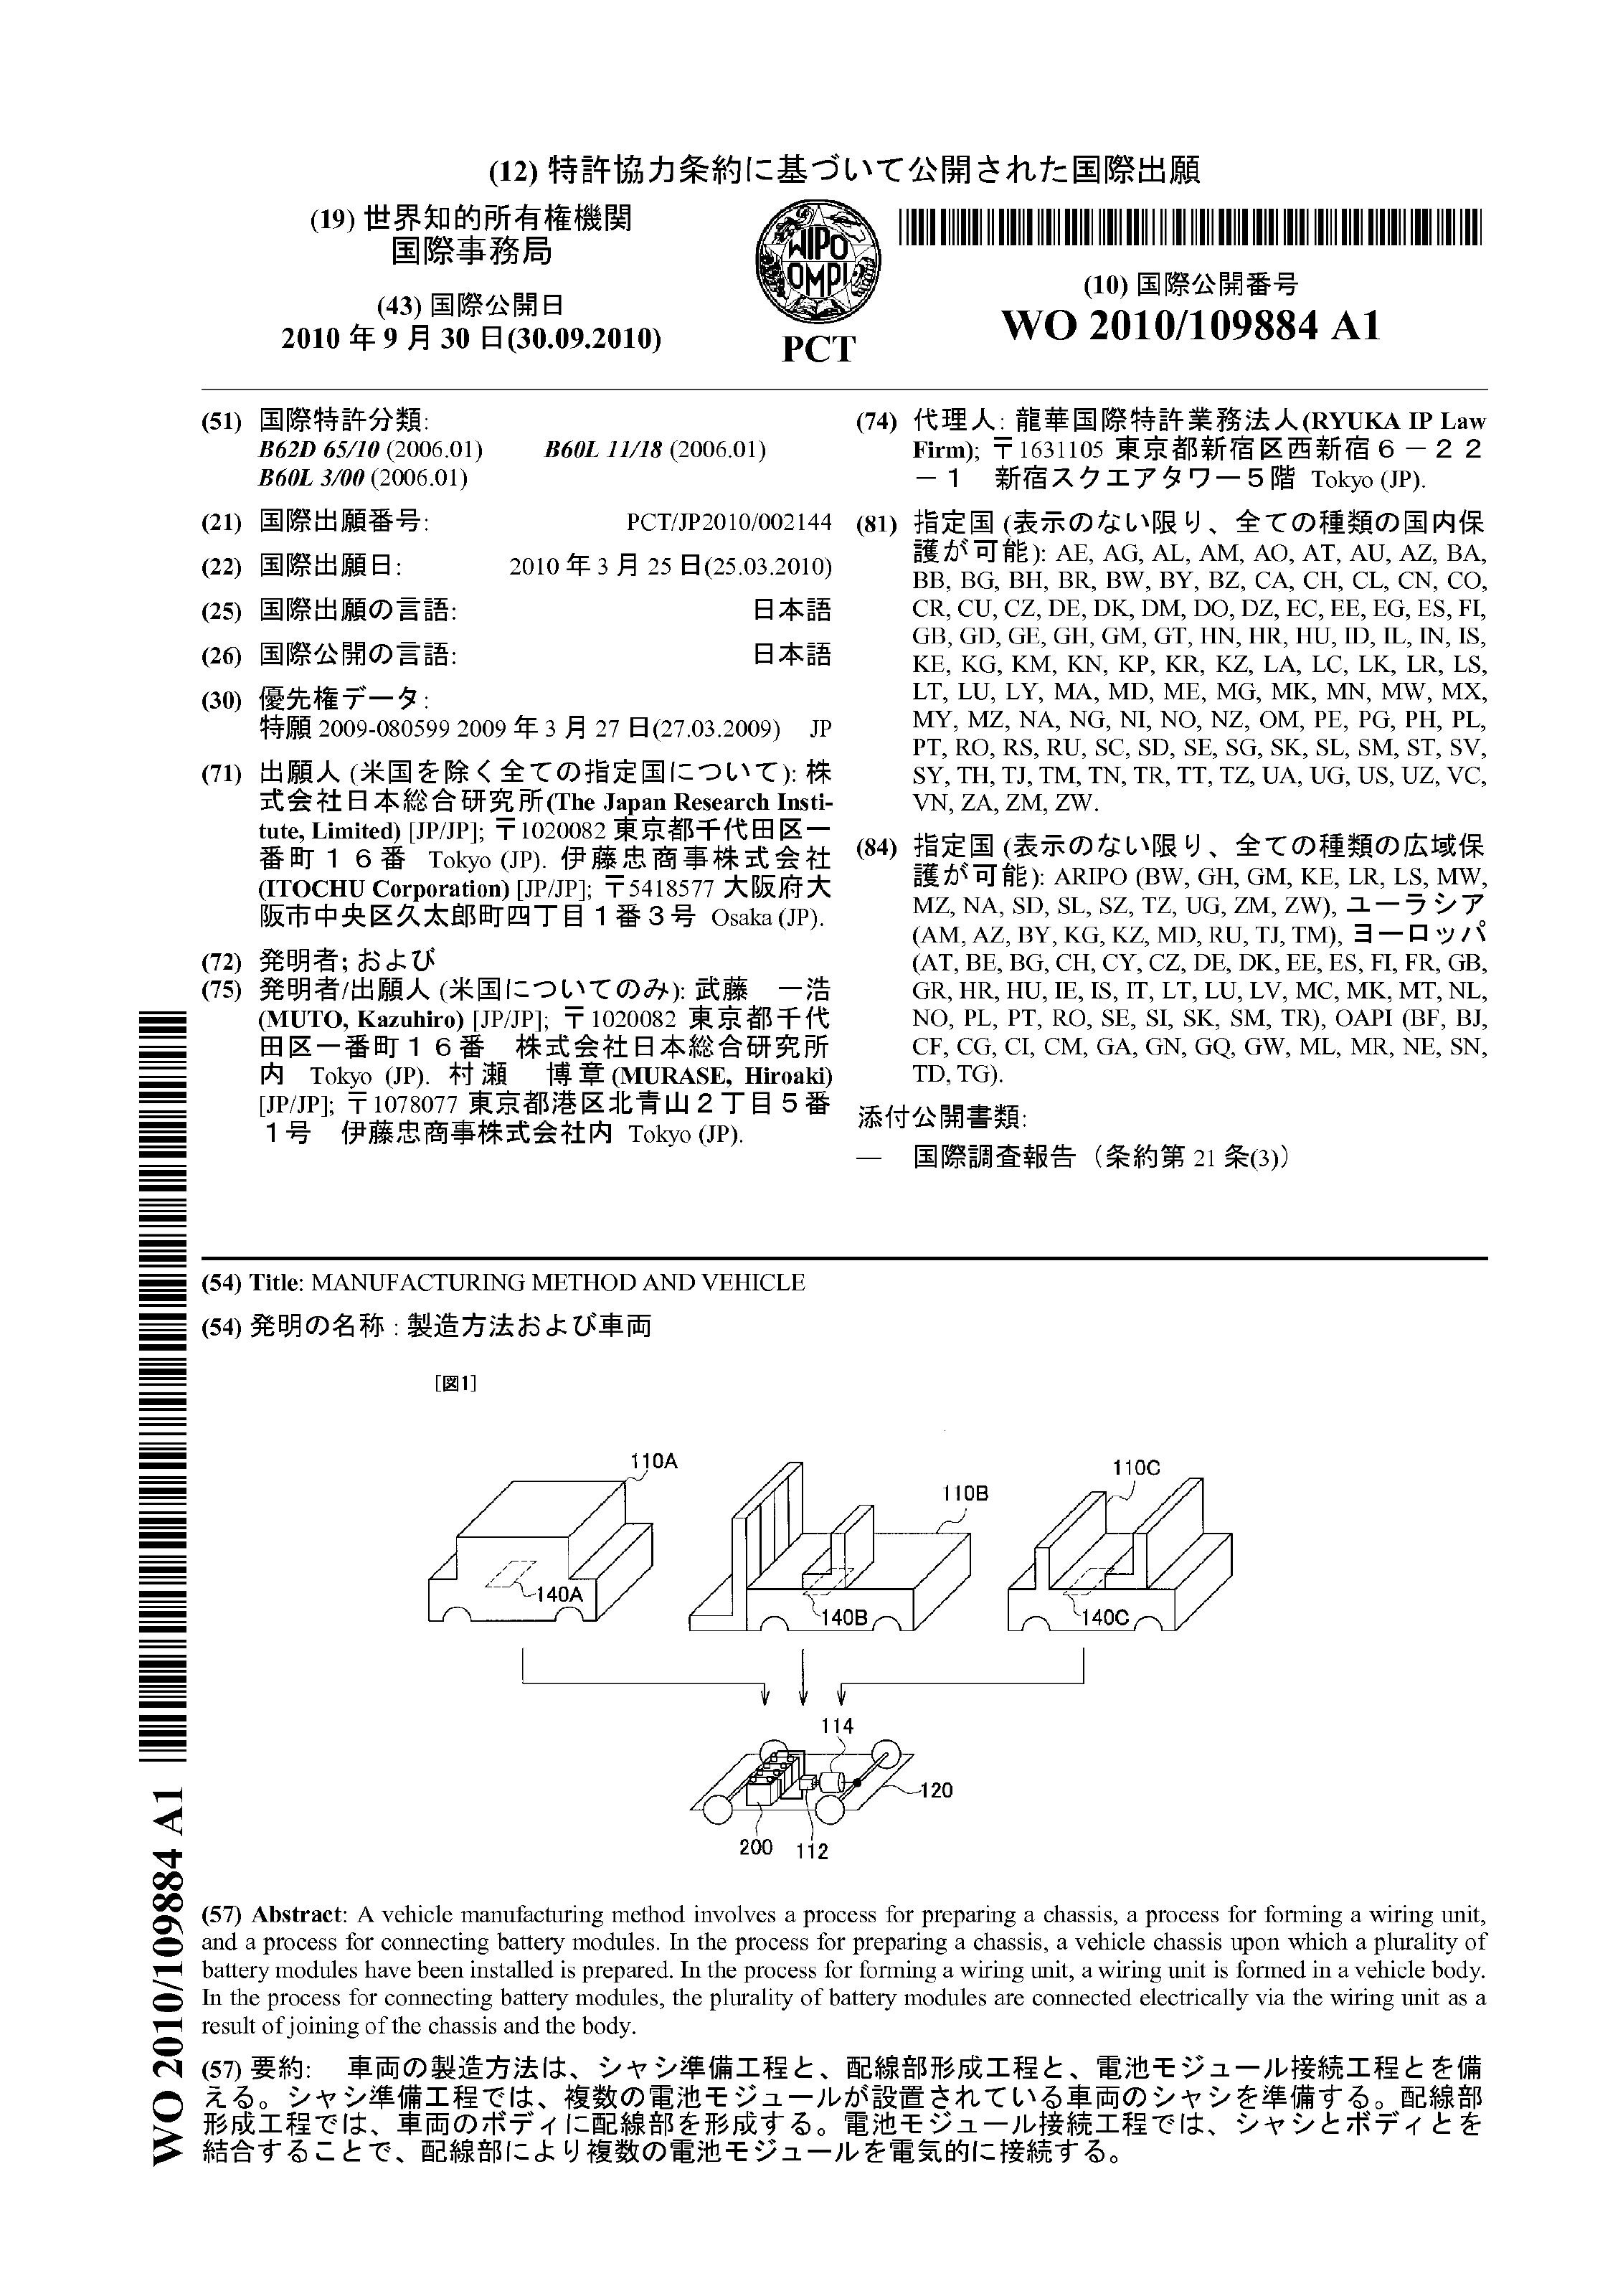 (12) 特許協力条約に基づいて公開された国際出願
(19) 世界知的所有権機関
国際事務局
(43) 国際公開日
2010 年 9 月 30 日(30.09.2010)
WIPO
OMPI
PCT
(10) 国際公開番号
WO 2010/109884 A1
(51) 国際特許分類:
B62D 65/10 (2006.01) B60L 11/18 (2006.01)
B60L 3/00 (2006.01)
(21) 国際出願番号: PCT/JP2010/002144
(22) 国際出願日: 2010 年 3 月 25 日(25.03.2010)
(25) 国際出願の言語: 日本語
(26) 国際公開の言語: 日本語
(30) 優先権データ:
特願 2009-080599 2009 年 3 月 27 日(27.03.2009) JP
(71) 出願人 (米国を除く全ての指定国について): 株
式会社日本総合研究所(The Japan Research Insti-
tute, Limited) [JP/JP]; 〒1020082 東京都千代田区一
番町１６番 Tokyo (JP). 伊藤忠商事株式会社
(ITOCHU Corporation) [JP/JP]; 〒5418577 大阪府大
阪市中央区久太郎町四丁目１番３号 Osaka (JP).
(72) 発明者; および
(75) 発明者/出願人 (米国についてのみ): 武藤 一浩
(MUTO, Kazuhiro) [JP/JP]; 〒1020082 東京都千代
田区一番町１６番 株式会社日本総合研究所
内 Tokyo (JP). 村瀬 博章(MURASE, Hiroaki)
[JP/JP]; 〒1078077 東京都港区北青山２丁目５番
１号 伊藤忠商事株式会社内 Tokyo (JP).
(74) 代理人: 龍華国際特許業務法人(RYUKA IP Law
Firm); 〒1631105 東京都新宿区西新宿６－２２
－１ 新宿スクエアタワー５階 Tokyo (JP).
(81) 指定国 (表示のない限り、全ての種類の国内保
護が可能): AE, AG, AL, AM, AO, AT, AU, AZ, BA,
BB, BG, BH, BR, BW, BY, BZ, CA, CH, CL, CN, CO,
CR, CU, CZ, DE, DK, DM, DO, DZ, EC, EE, EG, ES, FI,
GB, GD, GE, GH, GM, GT, HN, HR, HU, ID, IL, IN, IS,
KE, KG, KM, KN, KP, KR, KZ, LA, LC, LK, LR, LS,
LT, LU, LY, MA, MD, ME, MG, MK, MN, MW, MX,
MY, MZ, NA, NG, NI, NO, NZ, OM, PE, PG, PH, PL,
PT, RO, RS, RU, SC, SD, SE, SG, SK, SL, SM, ST, SV,
SY, TH, TJ, TM, TN, TR, TT, TZ, UA, UG, US, UZ, VC,
VN, ZA, ZM, ZW.
(84) 指定国 (表示のない限り、全ての種類の広域保
護が可能): ARIPO (BW, GH, GM, KE, LR, LS, MW,
MZ, NA, SD, SL, SZ, TZ, UG, ZM, ZW), ユーラシア
(AM, AZ, BY, KG, KZ, MD, RU, TJ, TM), ヨーロッパ
(AT, BE, BG, CH, CY, CZ, DE, DK, EE, ES, FI, FR, GB,
GR, HR, HU, IE, IS, IT, LT, LU, LV, MC, MK, MT, NL,
NO, PL, PT, RO, SE, SI, SK, SM, TR), OAPI (BF, BJ,
CF, CG, CI, CM, GA, GN, GQ, GW, ML, MR, NE, SN,
TD, TG).
添付公開書類:
— 国際調査報告（条約第 21 条(3)）
(54) Title: MANUFACTURING METHOD AND VEHICLE
(54) 発明の名称 : 製造方法および車両
[図1]
110A
110B
110C
140A
140B
140C
114
120
200
112
(57) Abstract: A vehicle manufacturing method involves a process for preparing a chassis, a process for forming a wiring unit,
and a process for connecting battery modules. In the process for preparing a chassis, a vehicle chassis upon which a plurality of
battery modules have been installed is prepared. In the process for forming a wiring unit, a wiring unit is formed in a vehicle body.
In the process for connecting battery modules, the plurality of battery modules are connected electrically via the wiring unit as a
result of joining of the chassis and the body.
(57) 要約: 車両の製造方法は、シャシ準備工程と、配線部形成工程と、電池モジュール接続工程とを備
える。シャシ準備工程では、複数の電池モジュールが設置されている車両のシャシを準備する。配線部
形成工程では、車両のボディに配線部を形成する。電池モジュール接続工程では、シャシとボディとを
結合することで、配線部により複数の電池モジュールを電気的に接続する。
WO 2010/109884 A1